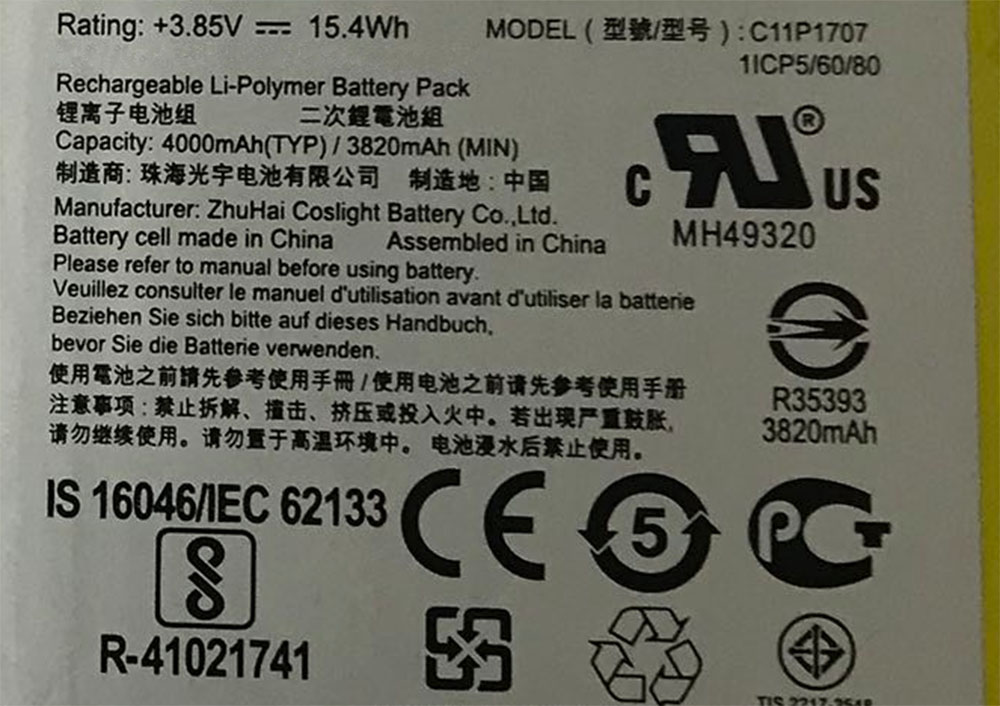 Rating: +3.85V ⎓ 15.4Wh
MODEL ( 型號/型号 ) : C11P1707
1ICP5/60/80
Rechargeable Li-Polymer Battery Pack
锂离子电池组 二次鋰電池組
Capacity: 4000mAh(TYP) / 3820mAh (MIN)
制造商: 珠海光宇电池有限公司 制造地 : 中国
Manufacturer: ZhuHai Coslight Battery Co.,Ltd.
Battery cell made in China Assembled in China
C RU ® US
MH49320
Please refer to manual before using battery.
Veuillez consulter le manuel d'utilisation avant d'utiliser la batterie
Beziehen Sie sich bitte auf dieses Handbuch,
bevor Sie die Batterie verwenden.
使用電池之前請先參考使用手冊 / 使用电池之前请先参考使用手册
注意事项 : 禁止拆解、撞击、挤压或投入火中。若出现严重鼓胀,
请勿继续使用。请勿置于高温环境中。 电池浸水后禁止使用。
R35393
3820mAh
IS 16046/IEC 62133
R-41021741
CE
5
PCT